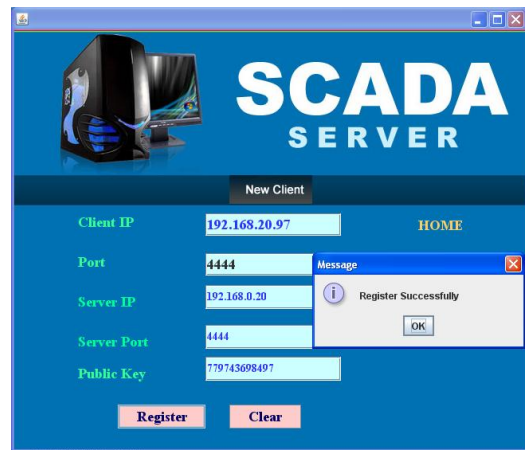 SCADA
SERVER
New Client
Client IP 192.168.20.97 HOME
Port 4444
Message
Server IP 192.168.0.20
Register Successfully
OK
Server Port 4444
Public Key 779743698497
Register Clear